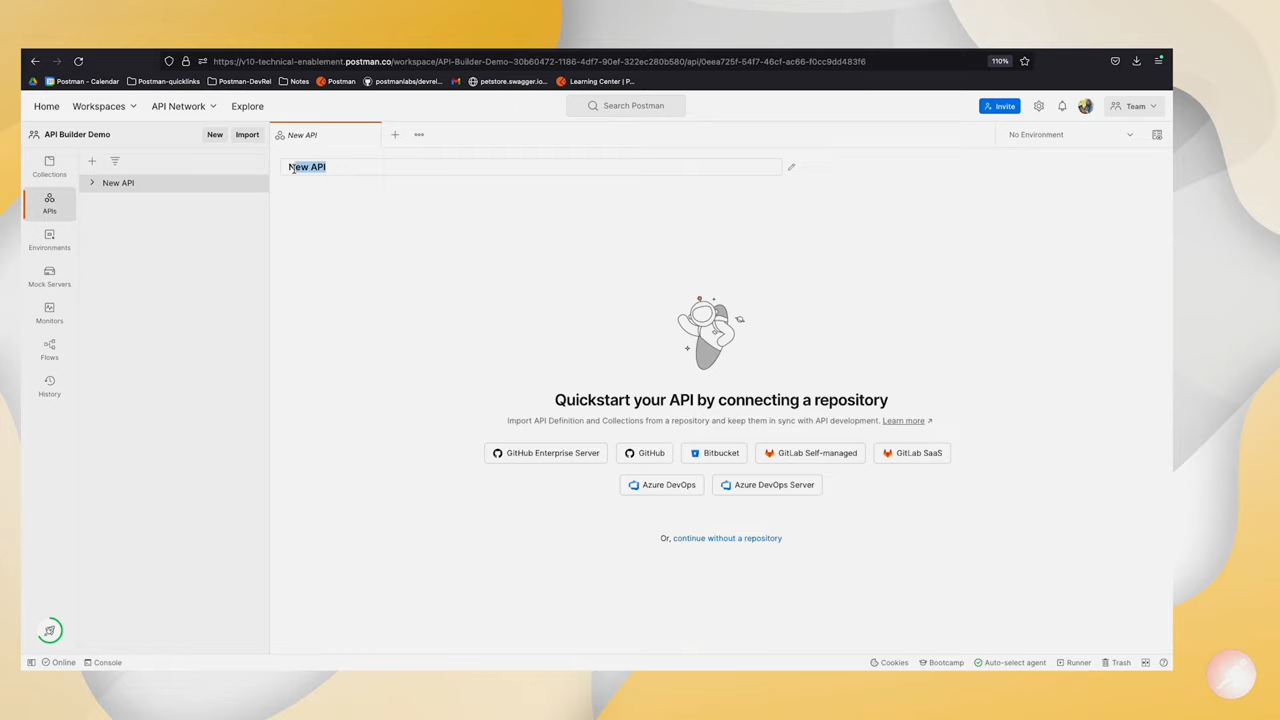 https://v10-technical-enablement.postman.co/workspace/API-Builder-Demo~30b60472-1186-4df7-90ef-322ec280b580/api/0eea725f-54f7-46cf-ac66-f0cc9dd483f6 110%
Postman - Calendar Postman-quicklinks Postman-DevRel Notes Postman postmanlabs/devrel... petstore.swagger.io... Learning Center | P...
Home Workspaces API Network Explore Search Postman Invite Team
API Builder Demo New Import New API No Environment
Collections
APIs
Environments
Mock Servers
Monitors
Flows
History
New API
New API
Quickstart your API by connecting a repository
Import API Definition and Collections from a repository and keep them in sync with API development. Learn more
GitHub Enterprise Server GitHub Bitbucket GitLab Self-managed GitLab SaaS
Azure DevOps Azure DevOps Server
Or, continue without a repository
Online Console Cookies Bootcamp Auto-select agent Runner Trash